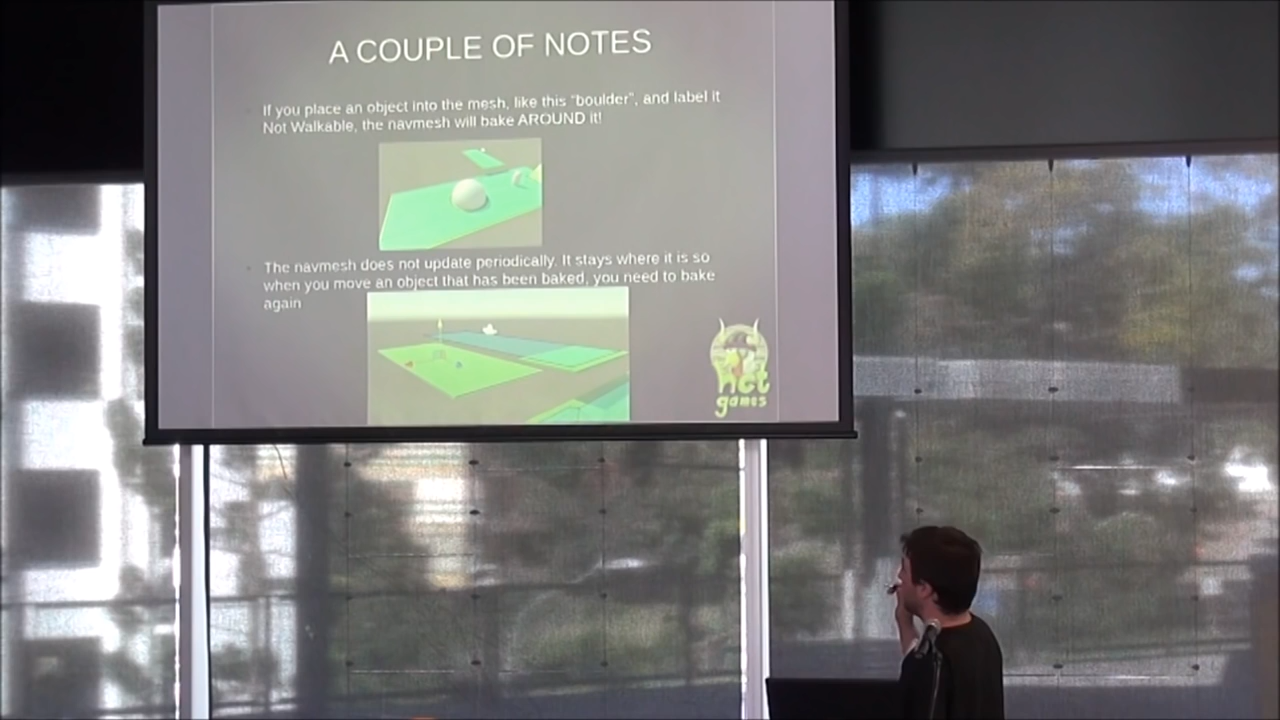 A COUPLE OF NOTES
If you place an object into the mesh, like this "boulder", and label it
Not Walkable, the navmesh will bake AROUND it!
The navmesh does not update periodically. It stays where it is so
when you move an object that has been baked, you need to bake
again
hct
games